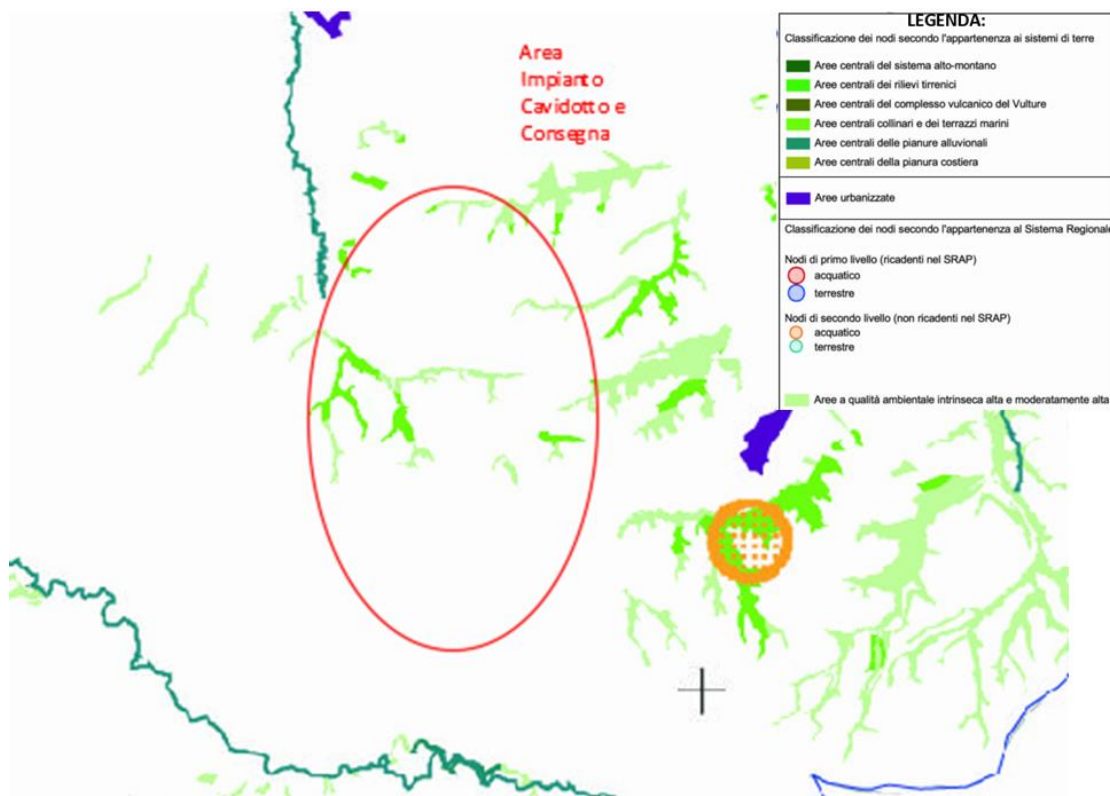 Area
Impianto
Cavidotto e
Consegna
LEGENDA:
Classificazione dei nodi secondo l'appartenenza ai sistemi di terre
Aree centrali del sistema alto-montano
Aree centrali dei rilievi tirrenici
Aree centrali del complesso vulcanico del Vulture
Aree centrali collinari e dei terrazzi marini
Aree centrali delle pianure alluvionali
Aree centrali della pianura costiera
Aree urbanizzate
Classificazione dei nodi secondo l'appartenenza al Sistema Regionale
Nodi di primo livello (ricadenti nel SRAP)
acquatico
terrestre
Nodi di secondo livello (non ricadenti nel SRAP)
acquatico
terrestre
Aree a qualità ambientale intrinseca alta e moderatamente alta